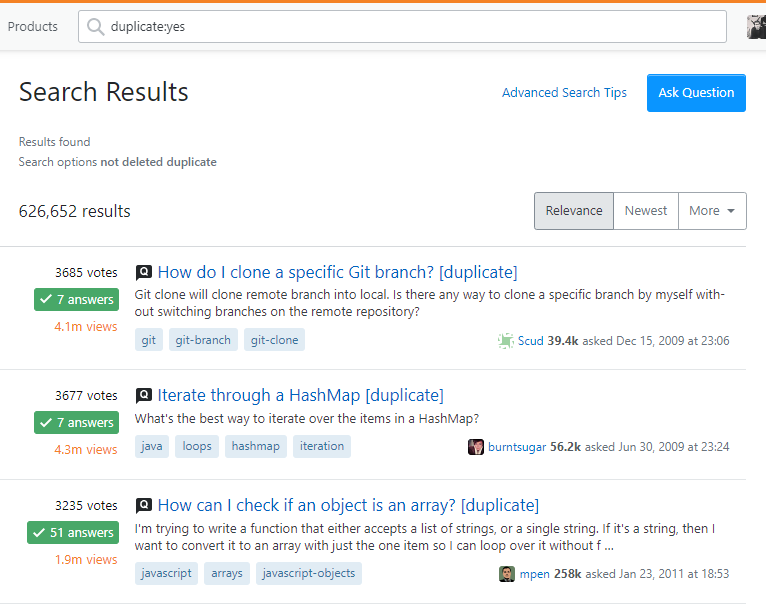 Products
duplicate:yes
Search Results
Advanced Search Tips
Ask Question
Results found
Search options not deleted duplicate
626,652 results
Relevance
Newest
More
3685 votes
7 answers
4.1m views
Q How do I clone a specific Git branch? [duplicate]
Git clone will clone remote branch into local. Is there any way to clone a specific branch by myself with-
out switching branches on the remote repository?
git git-branch git-clone
Scud 39.4k asked Dec 15, 2009 at 23:06
3677 votes
7 answers
4.3m views
Q Iterate through a HashMap [duplicate]
What's the best way to iterate over the items in a HashMap?
java loops hashmap iteration
burntsugar 56.2k asked Jun 30, 2009 at 23:24
3235 votes
51 answers
1.9m views
Q How can I check if an object is an array? [duplicate]
I'm trying to write a function that either accepts a list of strings, or a single string. If it's a string, then I
want to convert it to an array with just the one item so I can loop over it without f ...
javascript arrays javascript-objects
mpen 258k asked Jan 23, 2011 at 18:53